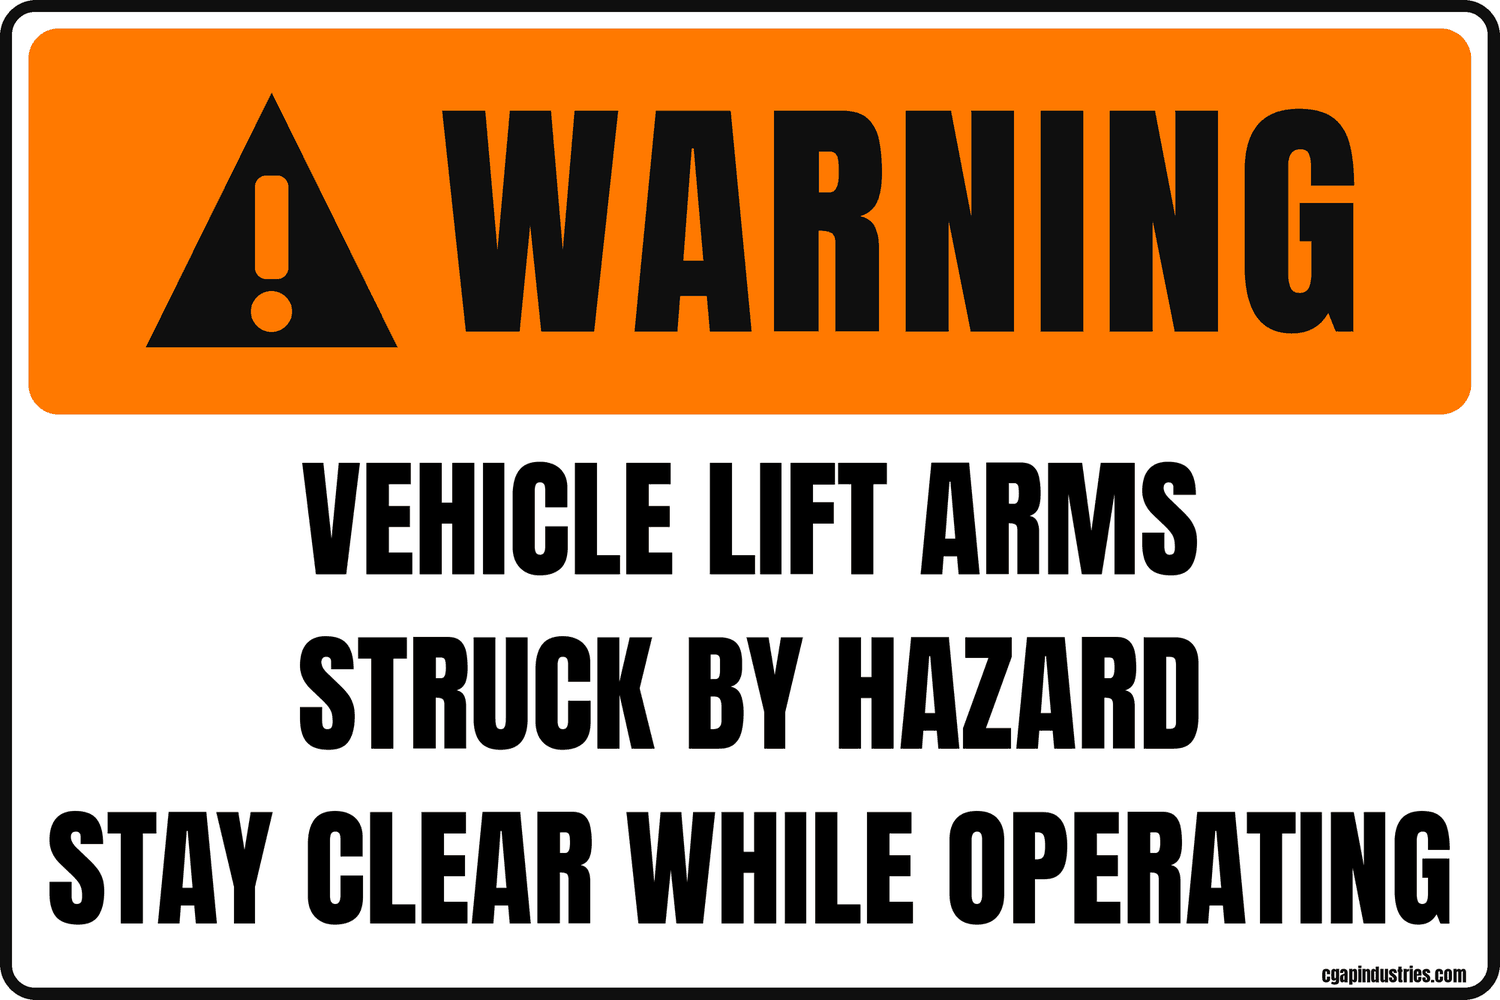 WARNING
VEHICLE LIFT ARMS
STRUCK BY HAZARD
STAY CLEAR WHILE OPERATING
cgapindustries.com